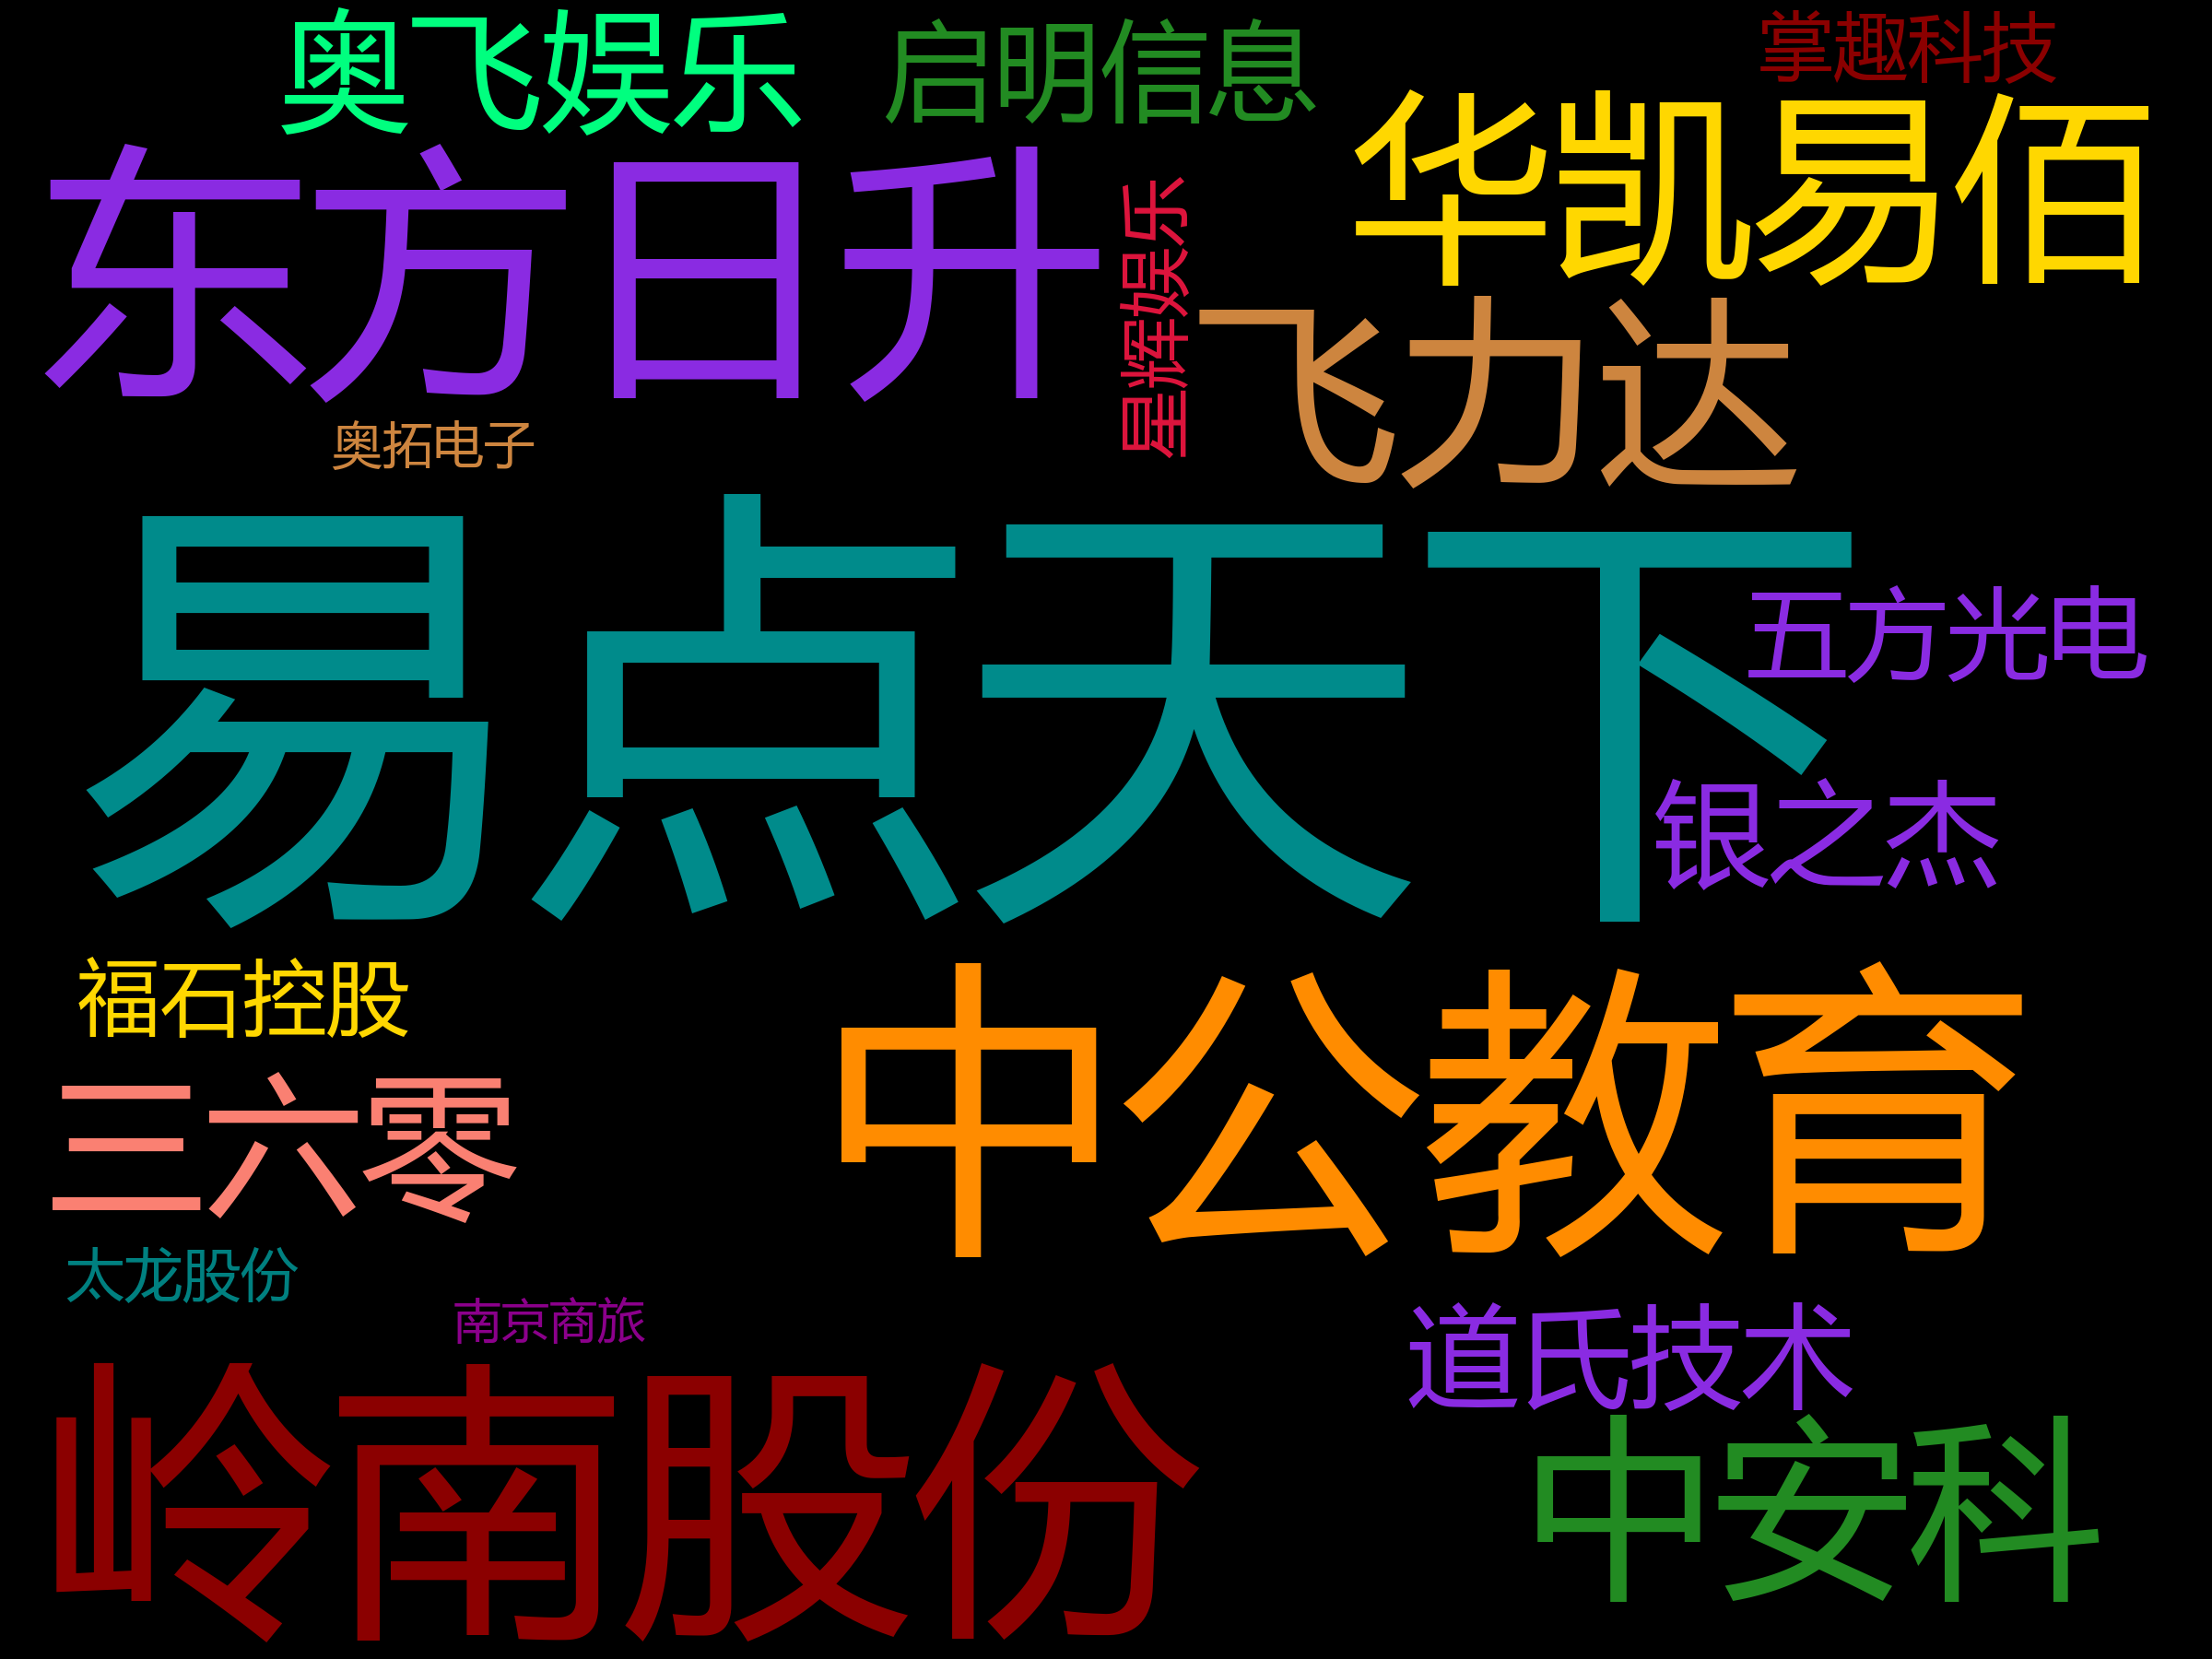 奥飞娱乐
启明信息
掌趣科技
华凯易佰
东方日升
星辉娱乐
飞力达
奥拓电子
易点天下
五方光电
银之杰
福石控股
中公教育
三六零
太龙股份
南京商旅
道氏技术
岭南股份
中安科